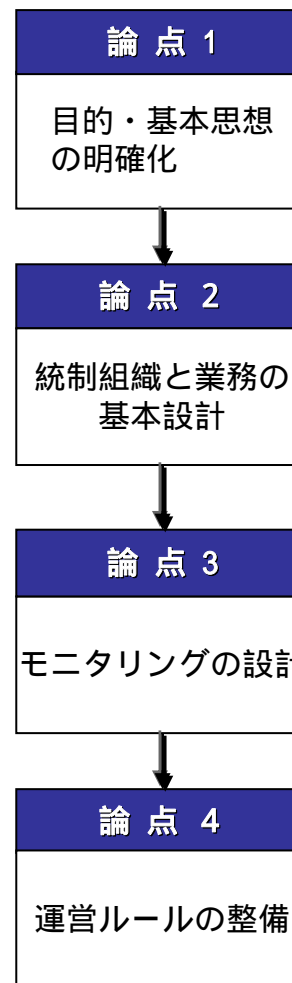 論 点 1
目的・基本思想
の明確化
論 点 2
統制組織と業務の
基本設計
論 点 3
モニタリングの設計
論 点 4
運営ルールの整備